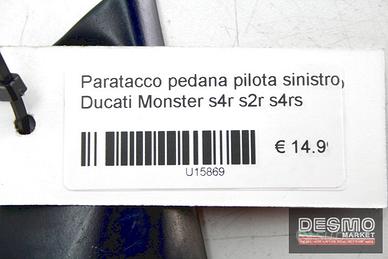 Paratacco pedana pilota sinistro,
Ducati Monster s4r s2r s4rs
€ 14.9
U15869
DESMO
MARKET